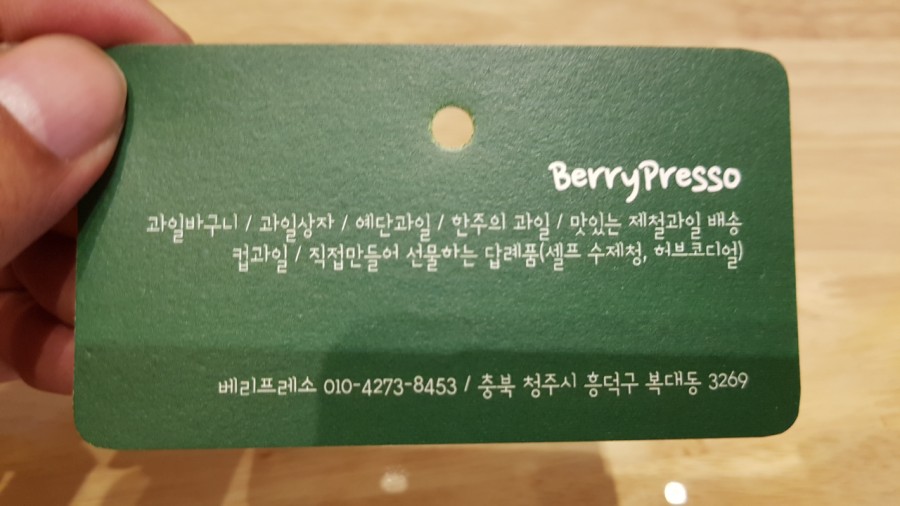 BerryPresso
과일바구니 / 과일상자 / 예단과일 / 한주의 과일 / 맛있는 제철과일 배송
컵과일 / 직접만들어 선물하는 답례품(셀프 수제청, 허브코디얼)
베리프레소 010-4273-8453 / 충북 청주시 흥덕구 복대동 3269